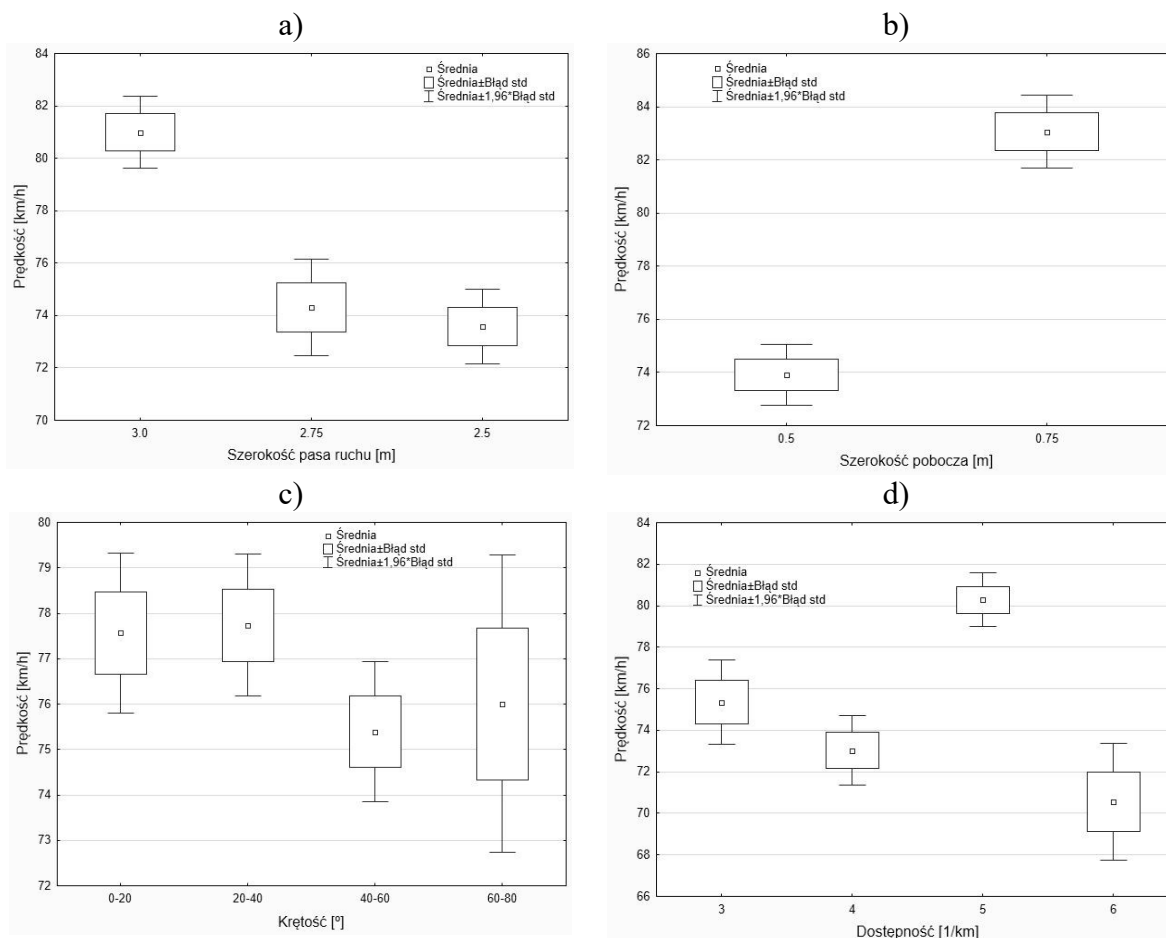 a)
84
82
80
78
76
74
72
70
Prędkość [km/h]
Średnia
Średnia±Błąd std
Średnia±1,96*Błąd std
3.0
2.75
2.5
Szerokość pasa ruchu [m]
b)
86
84
82
80
78
76
74
72
Prędkość [km/h]
Średnia
Średnia±Błąd std
Średnia±1,96*Błąd std
0.5
0.75
Szerokość pobocza [m]
c)
80
79
78
77
76
75
74
73
72
Prędkość [km/h]
Średnia
Średnia±Błąd std
Średnia±1,96*Błąd std
0-20
20-40
40-60
60-80
Krętość [º]
d)
84
82
80
78
76
74
72
70
68
66
Prędkość [km/h]
Średnia
Średnia±Błąd std
Średnia±1,96*Błąd std
3
4
5
6
Dostępność [1/km]